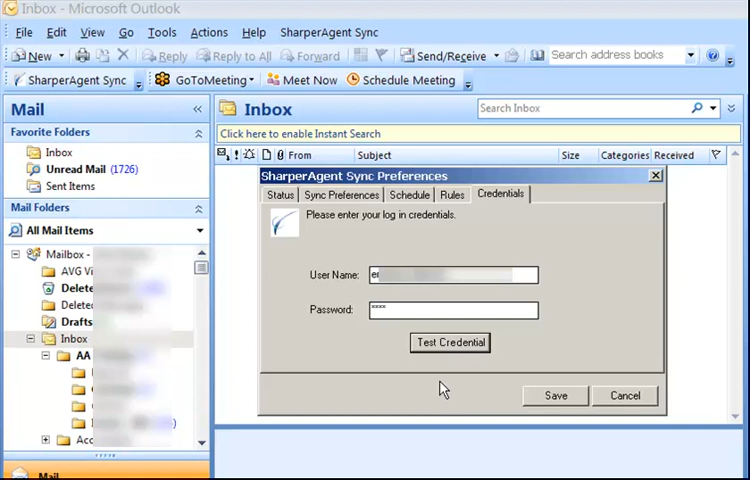 Inbox - Microsoft Outlook
File Edit View Go Tools Actions Help SharperAgent Sync
New Reply Reply to All Forward Send/Receive Search address books
SharperAgent Sync GoToMeeting Meet Now Schedule Meeting
Mail
Favorite Folders
Inbox
Unread Mail (1726)
Sent Items
Mail Folders
All Mail Items
Mailbox -
AVG
Drafts
Inbox
AA
Mail
Inbox Search Inbox
Click here to enable Instant Search
From Subject Size Categories Received
SharperAgent Sync Preferences
Status Sync Preferences Schedule Rules Credentials
Please enter your log in credentials.
User Name:
Password: ****
Test Credential
Save Cancel